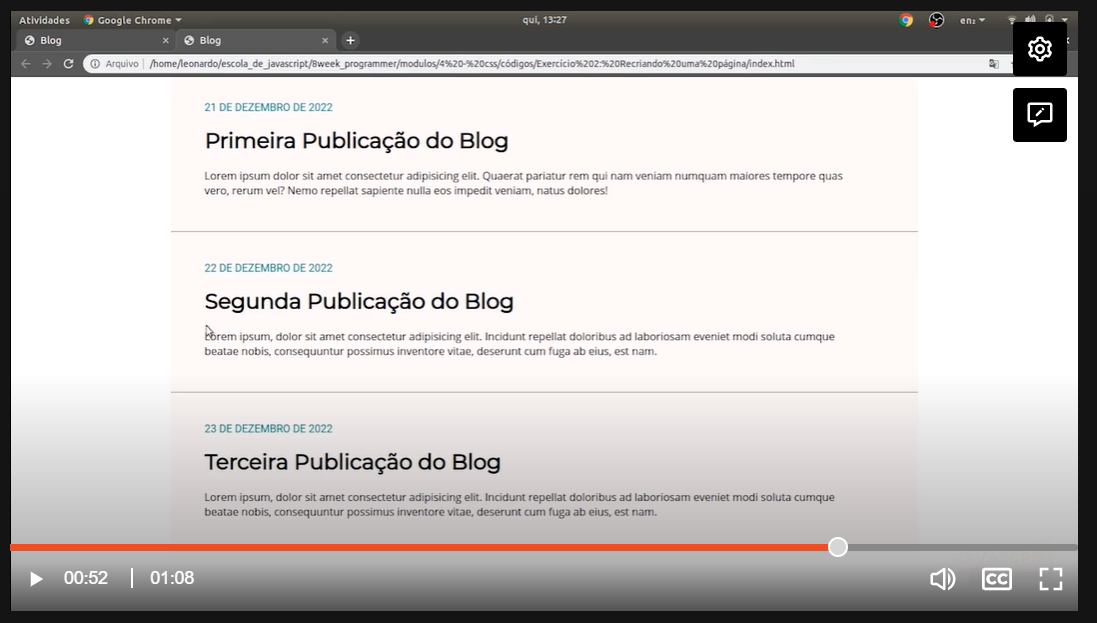 Atividades Google Chrome qui, 13:27 en₂
Blog × Blog × +
Arquivo /home/leonardo/escola_de_javascript/8week_programmer/modulos/4%20-%20css/códigos/Exercício%202:%20Recriando%20uma%20página/index.html
21 DE DEZEMBRO DE 2022
Primeira Publicação do Blog
Lorem ipsum dolor sit amet consectetur adipisicing elit. Quaerat pariatur rem qui nam veniam numquam maiores tempore quas
vero, rerum vel? Nemo repellat sapiente nulla eos impedit veniam, natus dolores!
22 DE DEZEMBRO DE 2022
Segunda Publicação do Blog
Lorem ipsum, dolor sit amet consectetur adipisicing elit. Incidunt repellat doloribus ad laboriosam eveniet modi soluta cumque
beatae nobis, consequuntur possimus inventore vitae, deserunt cum fuga ab eius, est nam.
23 DE DEZEMBRO DE 2022
Terceira Publicação do Blog
Lorem ipsum, dolor sit amet consectetur adipisicing elit. Incidunt repellat doloribus ad laboriosam eveniet modi soluta cumque
beatae nobis, consequuntur possimus inventore vitae, deserunt cum fuga ab eius, est nam.
00:52 | 01:08 CC